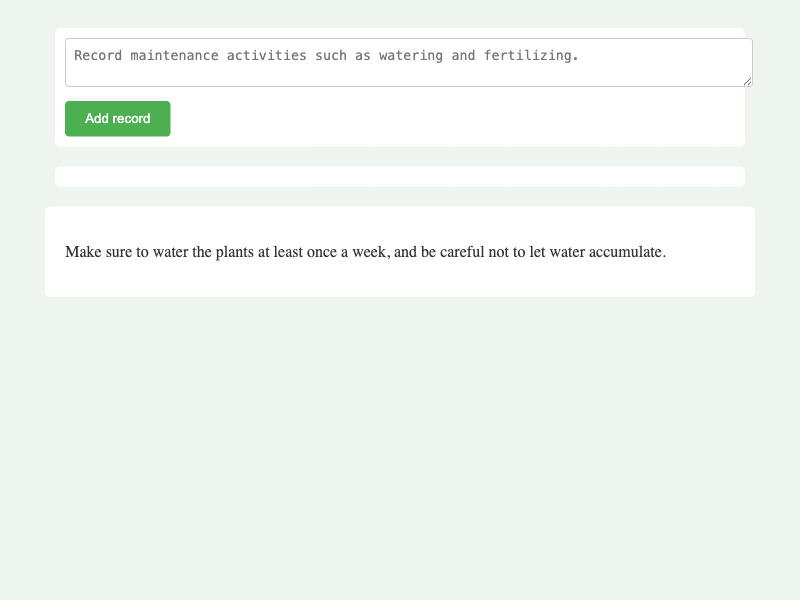 Record maintenance activities such as watering and fertilizing.
Add record
Make sure to water the plants at least once a week, and be careful not to let water accumulate.